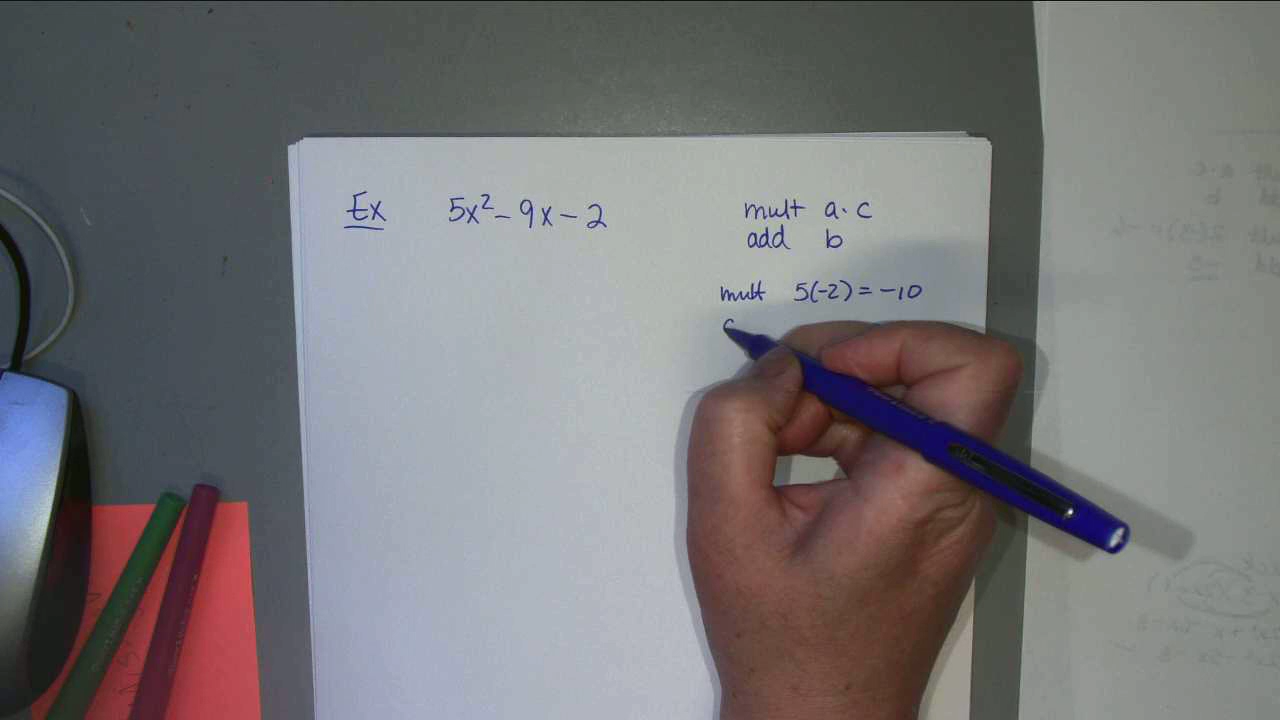 Ex 5x² - 9x - 2
mult a·c
add b
mult 5(-2) = -10